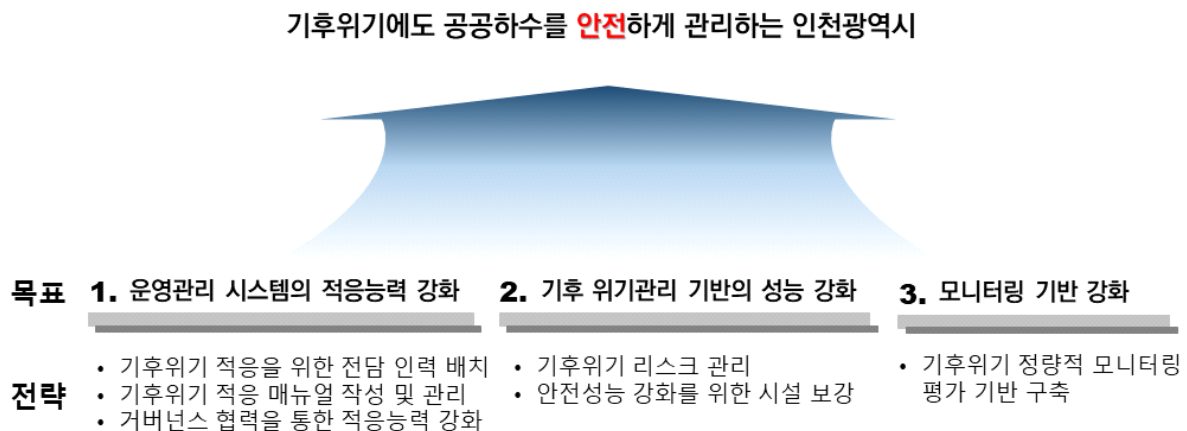 기후위기에도 공공하수를 안전하게 관리하는 인천광역시
목표
1. 운영관리 시스템의 적응능력 강화
2. 기후 위기관리 기반의 성능 강화
3. 모니터링 기반 강화
전략
• 기후위기 적응을 위한 전담 인력 배치
• 기후위기 적응 매뉴얼 작성 및 관리
• 거버넌스 협력을 통한 적응능력 강화
• 기후위기 리스크 관리
• 안전성능 강화를 위한 시설 보강
• 기후위기 정량적 모니터링
평가 기반 구축